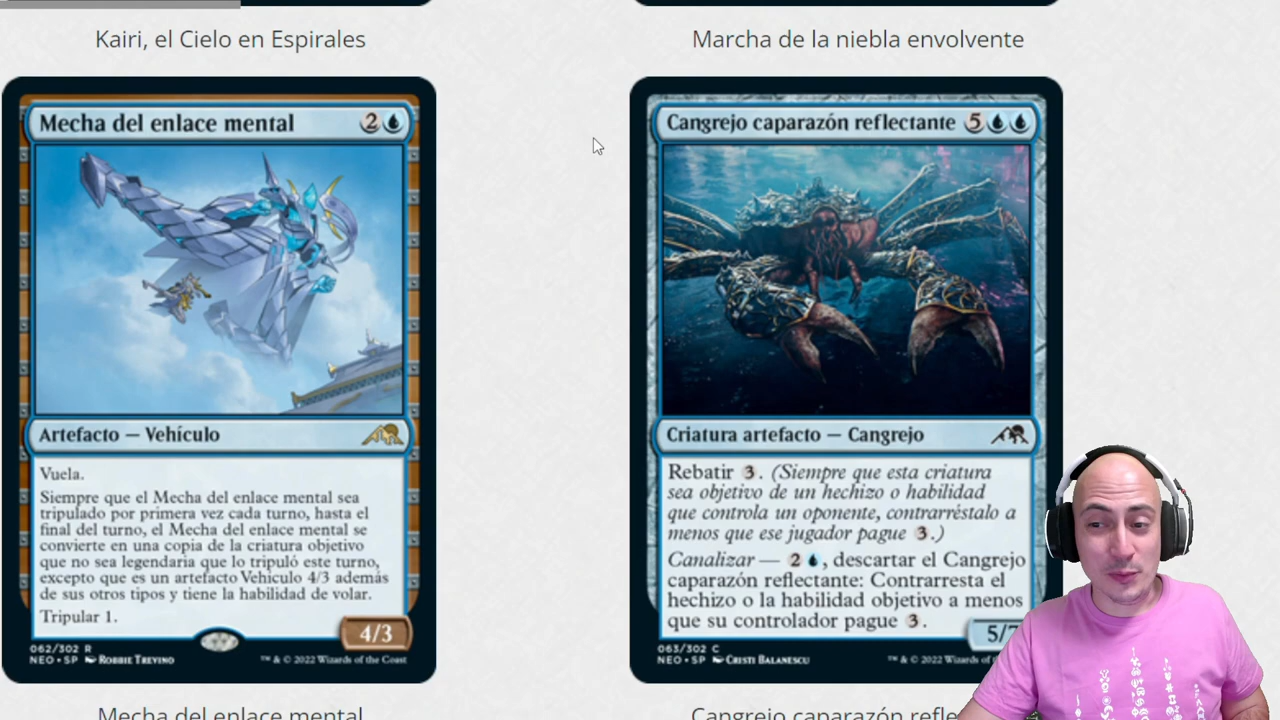 Kairi, el Cielo en Espirales
Marcha de la niebla envolvente
Mecha del enlace mental 2
Artefacto — Vehículo
Vuela.
Siempre que el Mecha del enlace mental sea
tripulado por primera vez cada turno, hasta el
final del turno, el Mecha del enlace mental se
convierte en una copia de la criatura objetivo
que no sea legendaria que lo tripuló este turno,
excepto que es un artefacto Vehículo 4/3 además
de sus otros tipos y tiene la habilidad de volar.
Tripular 1.
4/3
062/302 R
NEO • SP Robbie Trevino ™ & © 2022 Wizards of the Coast
Mecha del enlace mental
Cangrejo caparazón reflectante 5
Criatura artefacto — Cangrejo
Rebatir 3. (Siempre que esta criatura
sea objetivo de un hechizo o habilidad
que controla un oponente, contrarréstalo a
menos que ese jugador pague 3.)
Canalizar — 2, descartar el Cangrejo
caparazón reflectante: Contrarresta el
hechizo o la habilidad objetivo a menos
que su controlador pague 3.
063/302 C
NEO • SP Cristi Balanescu ™ & © 2022 Wizards of
Cangrejo caparazón